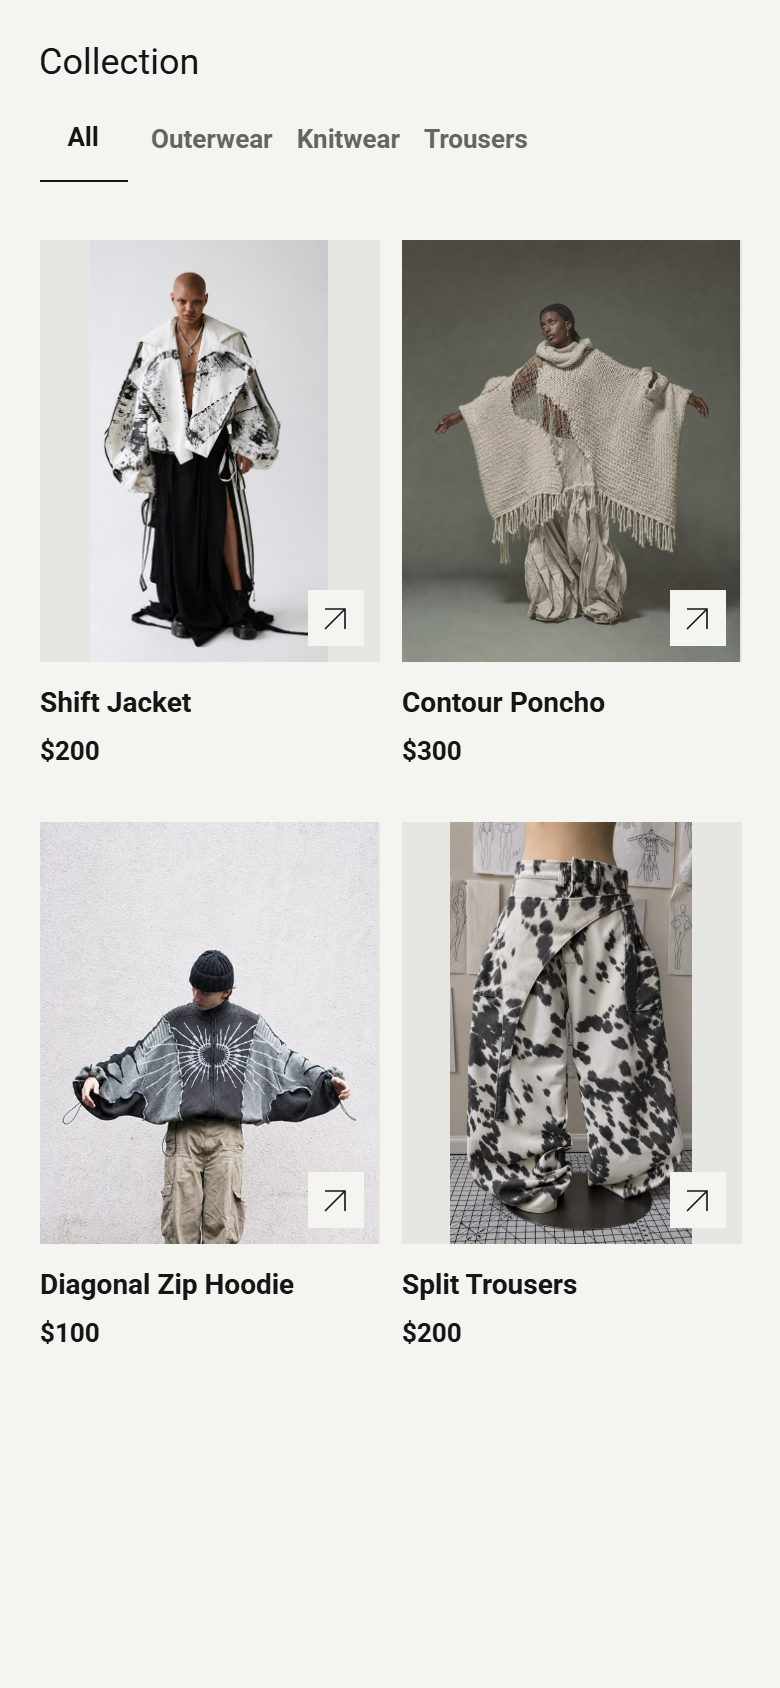 Collection
All
Outerwear
Knitwear
Trousers
Shift Jacket
$200
Contour Poncho
$300
Diagonal Zip Hoodie
$100
Split Trousers
$200